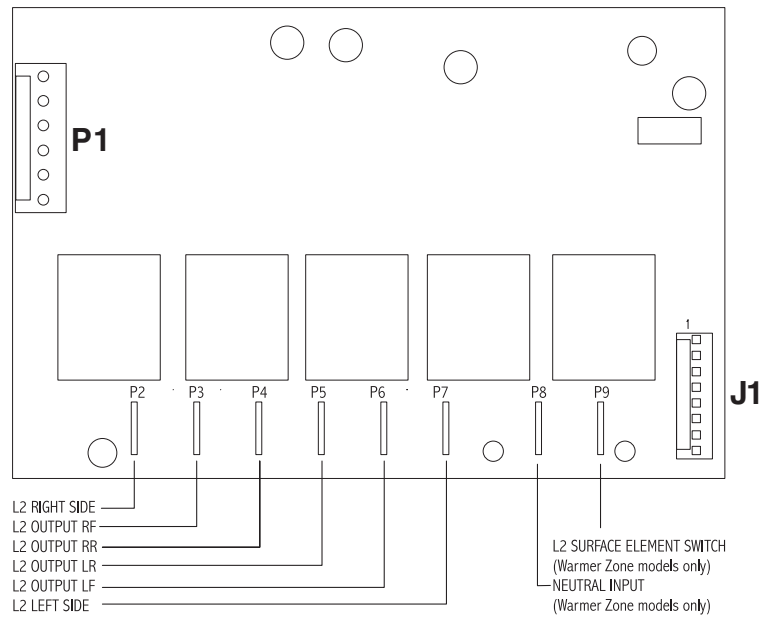 P1
1
J1
P2 P3 P4 P5 P6 P7 P8 P9
L2 RIGHT SIDE
L2 OUTPUT RF
L2 OUTPUT RR
L2 OUTPUT LR
L2 OUTPUT LF
L2 LEFT SIDE
L2 SURFACE ELEMENT SWITCH
(Warmer Zone models only)
NEUTRAL INPUT
(Warmer Zone models only)